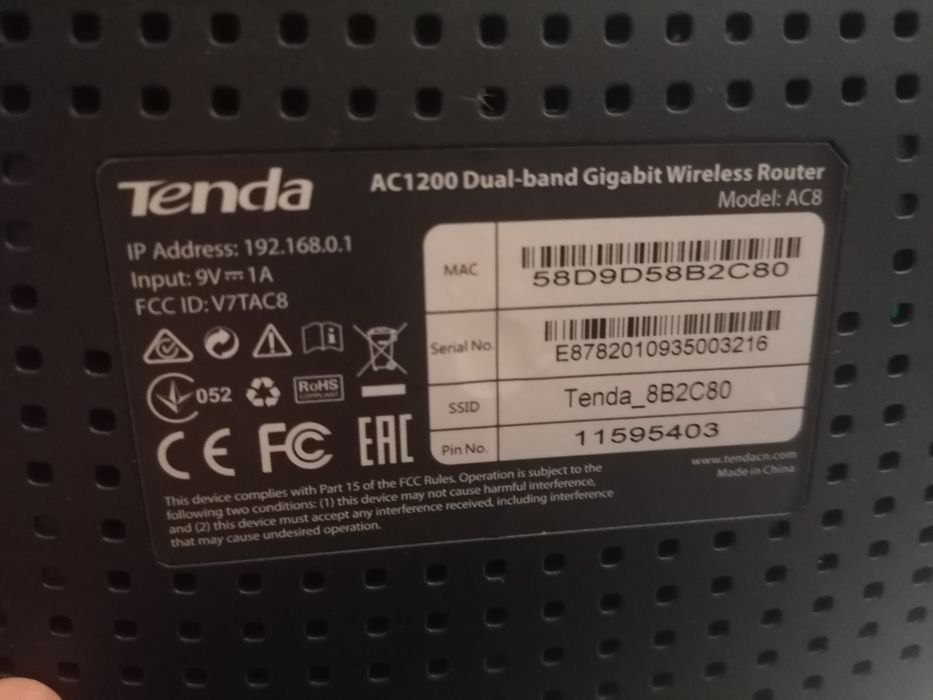 Tenda
AC1200 Dual-band Gigabit Wireless Router
Model: AC8
IP Address: 192.168.0.1
Input: 9V⎓1A
FCC ID: V7TAC8
MAC
58D9D58B2C80
Serial No.
E8782010935003216
SSID
Tenda_8B2C80
Pin No.
11595403
052
RoHS
COMPLIANT
CE FC EAC
www.tendacn.com
Made in China
This device complies with Part 15 of the FCC Rules. Operation is subject to the
following two conditions: (1) this device may not cause harmful interference,
and (2) this device must accept any interference received, including interference
that may cause undesired operation.